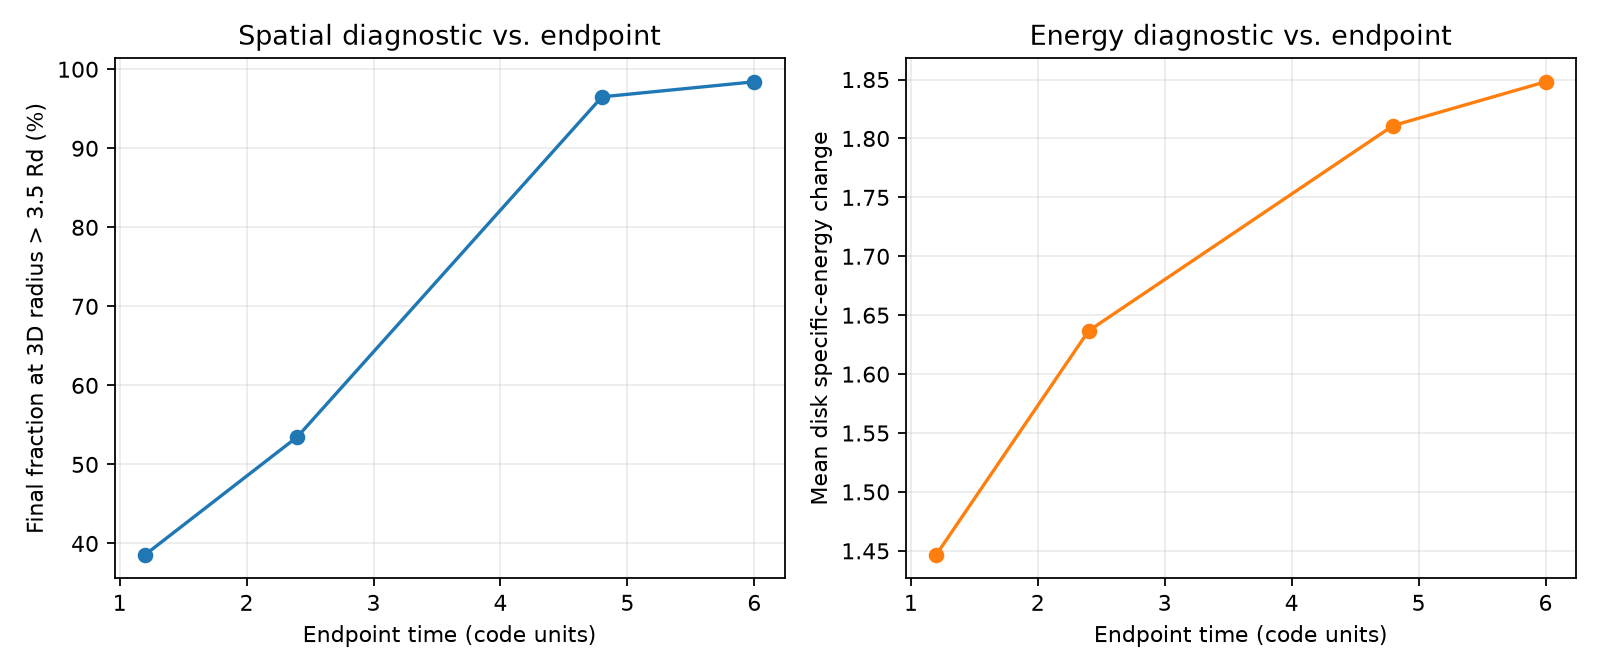 Spatial diagnostic vs. endpoint
Final fraction at 3D radius > 3.5 Rd (%)
100
90
80
70
60
50
40
1 2 3 4 5 6
Endpoint time (code units)
Energy diagnostic vs. endpoint
Mean disk specific-energy change
1.85
1.80
1.75
1.70
1.65
1.60
1.55
1.50
1.45
1 2 3 4 5 6
Endpoint time (code units)